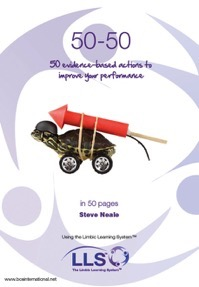 50-50
50 evidence-based actions to
improve your performance
in 50 pages
Steve Neale
Using the Limbic Learning System™
LLS
The Limbic Learning System™
www.boeinternational.net